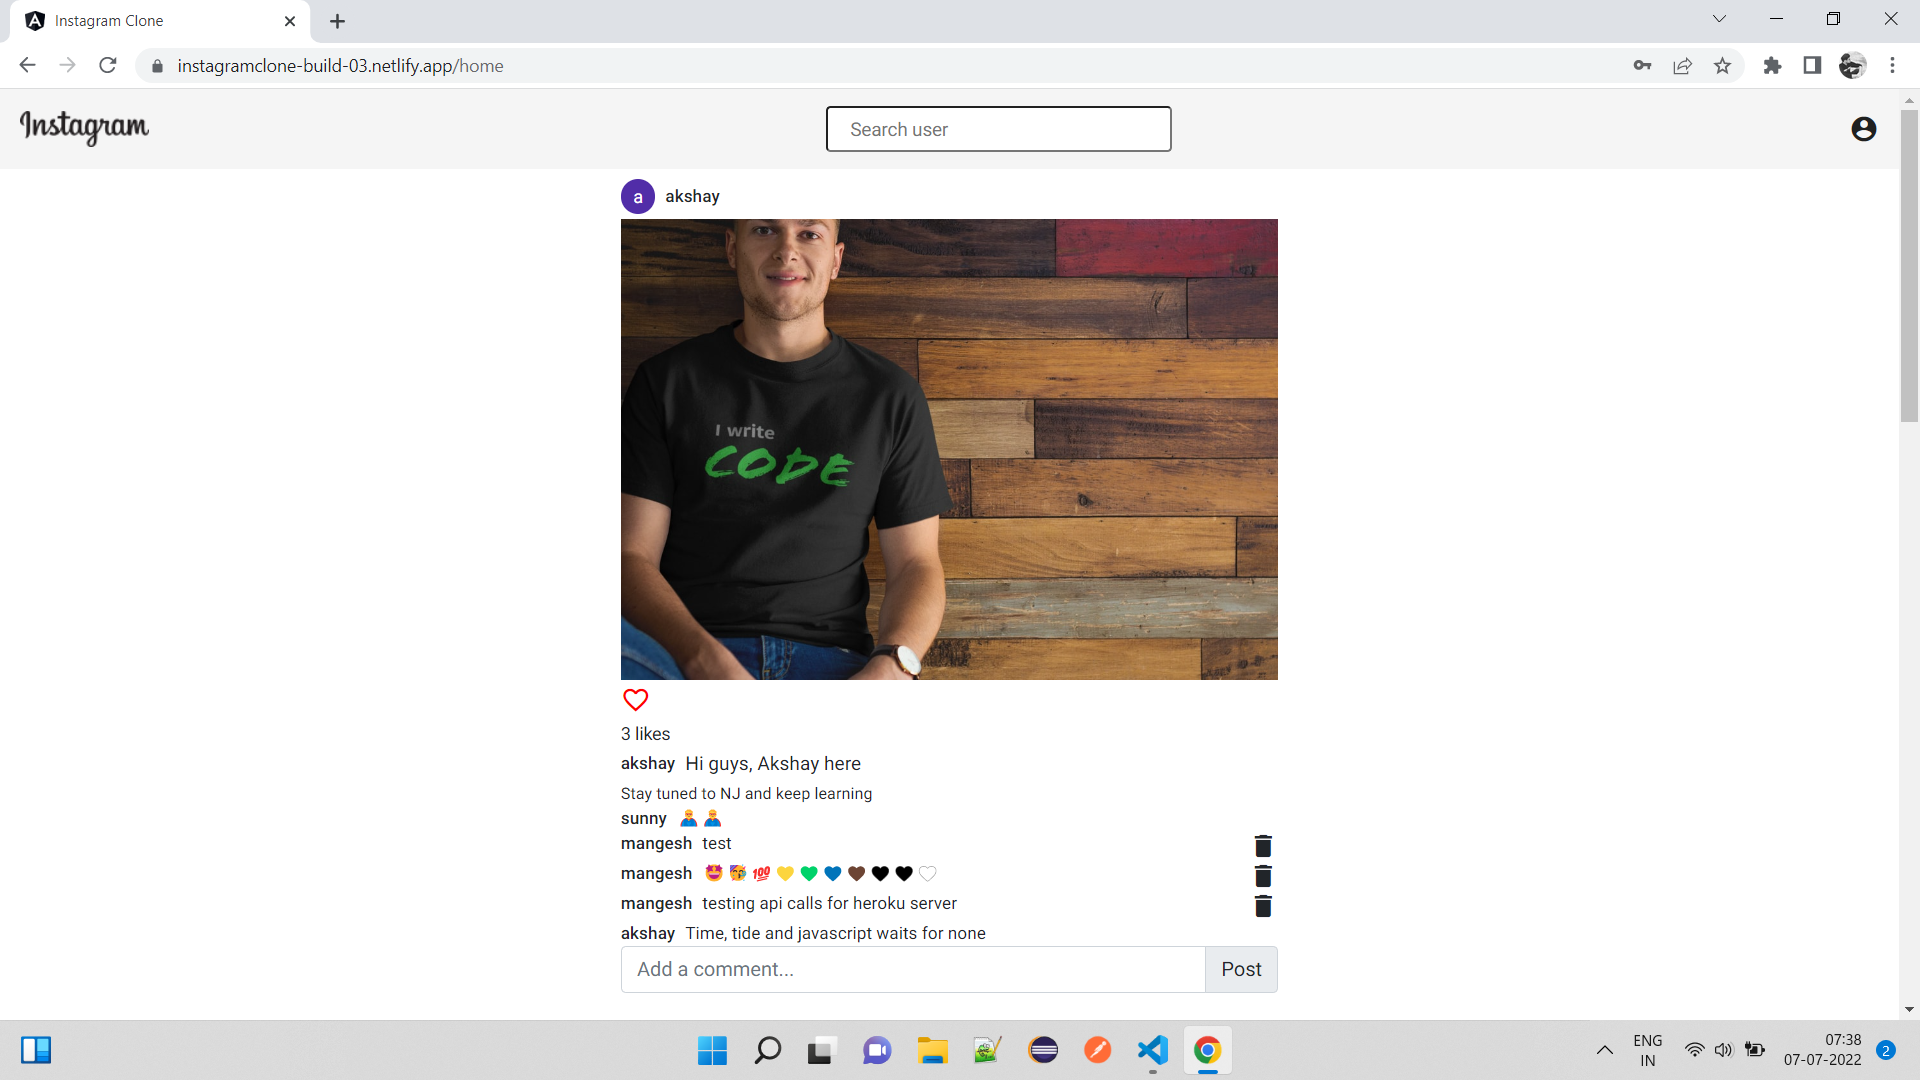 Instagram Clone
instagramclone-build-03.netlify.app/home
Instagram
Search user
a akshay
I write
CODE
3 likes
akshay Hi guys, Akshay here
Stay tuned to NJ and keep learning
sunny 🙎‍♂️🙎‍♂️
mangesh test
mangesh 🤩🥳💯💛💚💙🤎🖤🖤🤍
mangesh testing api calls for heroku server
akshay Time, tide and javascript waits for none
Add a comment... Post
ENG
IN
07:38
07-07-2022
2